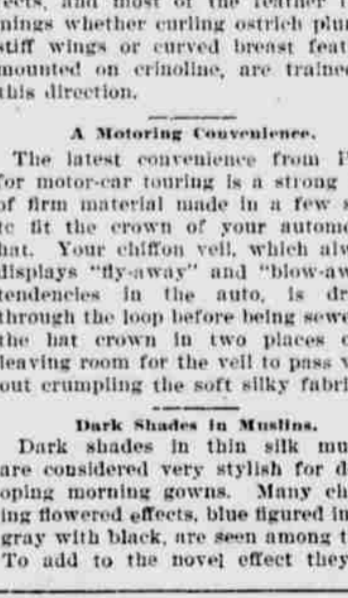 ects, and most of the feather t
nings whether curling ostrich plu
stiff wings or curved breast feat
mounted on crinoline, are traine
this direction.
A Motoring Convenience.
The latest convenience from P
for motor-car touring is a strong
of firm material made in a few s
to fit the crown of your automo
hat. Your chiffon veil, which alw
displays "fly-away" and "blow-aw
tendencies in the auto, is dr
through the loop before being sewe
the hat crown in two places o
leaving room for the veil to pass w
out crumpling the soft silky fabri
Dark Shades in Muslins.
Dark shades in thin silk mu
are considered very stylish for d
oping morning gowns. Many ch
ing flowered effects, blue figured in
gray with black, are seen among t
To add to the novel effect they